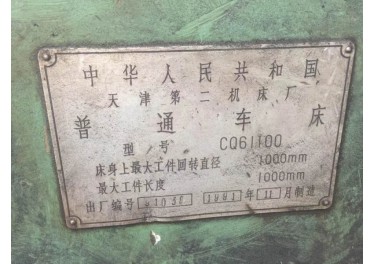 中华人民共和国
天津第二机床厂
普通车床
型号 CQ61100
床身上最大工件回转直径 1000mm
最大工件长度 1000mm
出厂编号 1991年11月制造